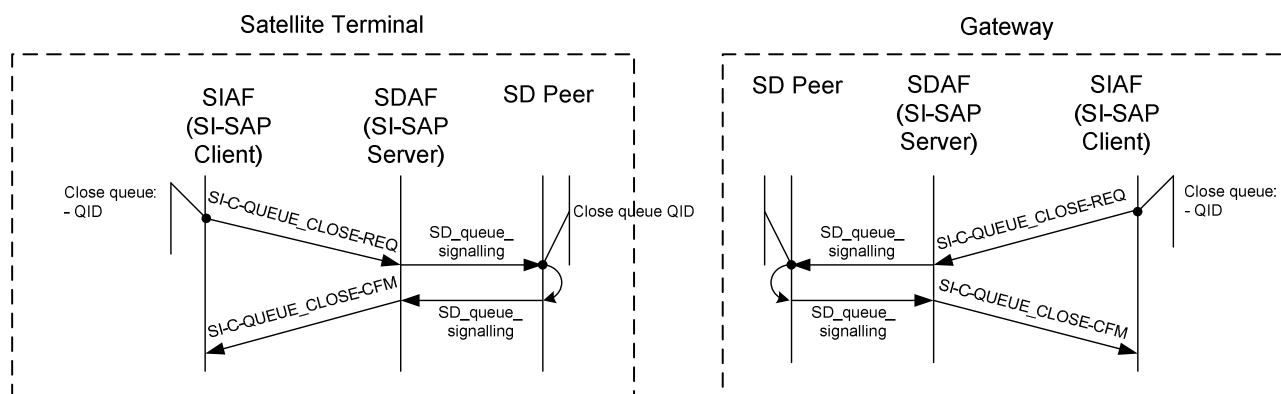 Satellite Terminal
SIAF
(SI-SAP
Client)
SDAF
(SI-SAP
Server)
SD Peer
Close queue:
- QID
SI-C-QUEUE_CLOSE-REQ
SD_queue_
signalling
Close queue QID
SI-C-QUEUE_CLOSE-CFM
SD_queue_
signalling
Gateway
SD Peer
SDAF
(SI-SAP
Server)
SIAF
(SI-SAP
Client)
SI-C-QUEUE_CLOSE-REQ
Close queue:
- QID
SD_queue_
signalling
SI-C-QUEUE_CLOSE-CFM
SD_queue_
signalling